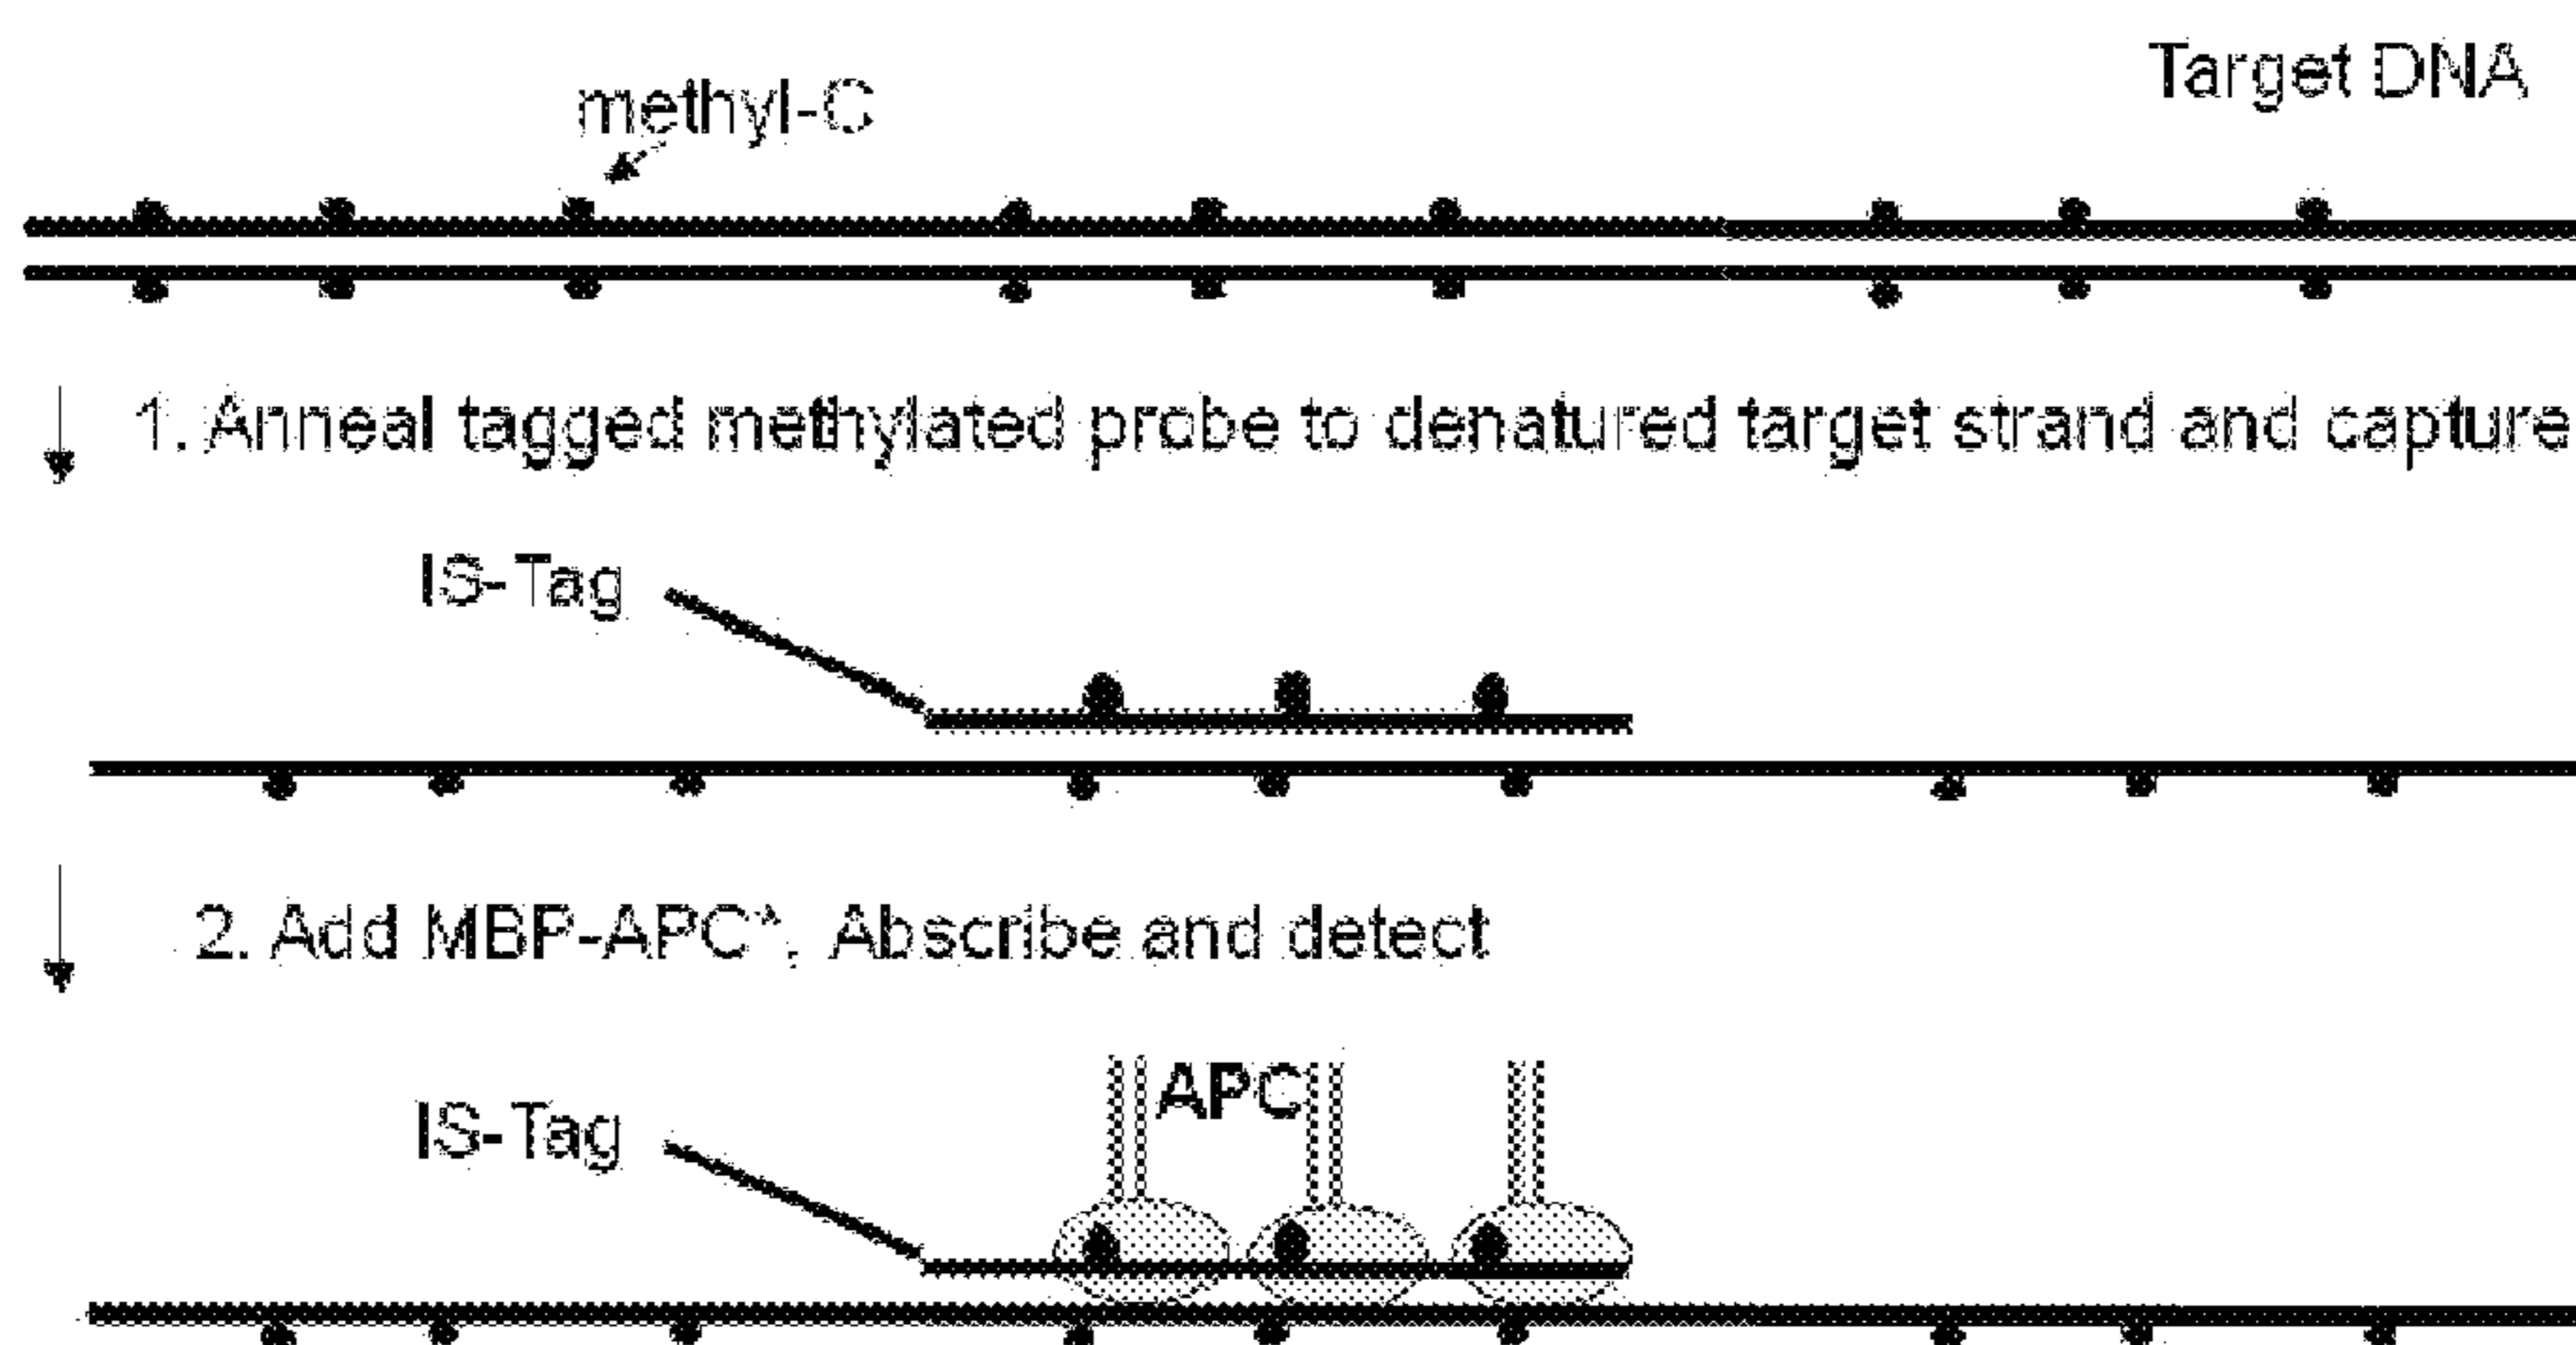 Target DNA
methyl-C
1. Anneal tagged methylated probe to denatured target strand and capture
IS-Tag
2. Add MBP-APC*. Abscribe and detect
APC
IS-Tag